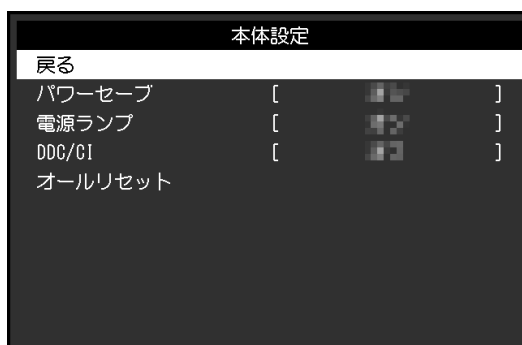 本体設定
戻る
パワーセーブ [ ]
電源ランプ [ ]
DDC/CI [ ]
オールリセット